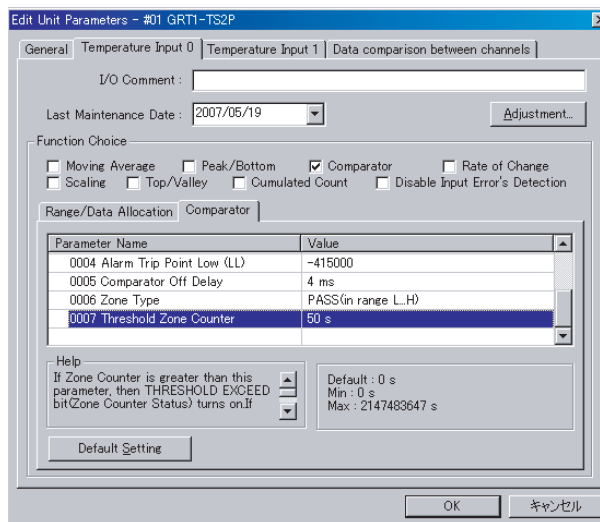 Edit Unit Parameters - #01 GRT1-TS2P
General Temperature Input 0 Temperature Input 1 Data comparison between channels
I/O Comment :
Last Maintenance Date : 2007/05/19 Adjustment...
Function Choice
Moving Average Peak/Bottom Comparator Rate of Change
Scaling Top/Valley Cumulated Count Disable Input Error's Detection
Range/Data Allocation Comparator
Parameter Name Value
0004 Alarm Trip Point Low (LL) -415000
0005 Comparator Off Delay 4 ms
0006 Zone Type PASS(in range L...H)
0007 Threshold Zone Counter 50 s
Help
If Zone Counter is greater than this
parameter, then THRESHOLD EXCEED
bit(Zone Counter Status) turns on.If
Default : 0 s
Min : 0 s
Max : 2147483647 s
Default Setting
OK キャンセル